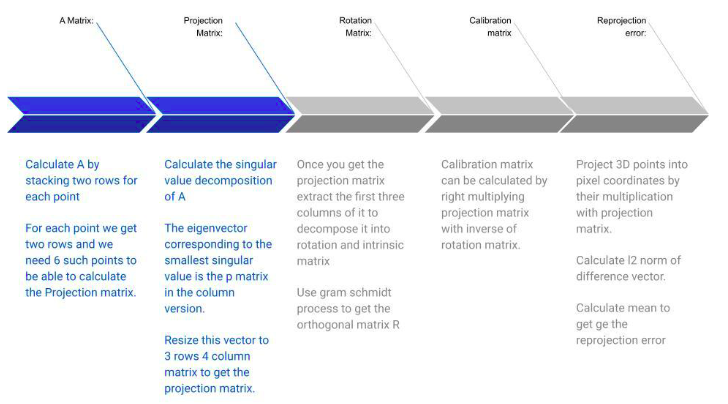 A Matrix:
Projection
Matrix:
Rotation
Matrix:
Calibration
matrix
Reprojection
error:
Calculate A by
stacking two rows for
each point
For each point we get
two rows and we
need 6 such points to
be able to calculate
the Projection matrix.
Calculate the singular
value decomposition
of A
The eigenvector
corresponding to the
smallest singular
value is the p matrix
in the column
version.
Resize this vector to
3 rows 4 column
matrix to get the
projection matrix.
Once you get the
projection matrix
extract the first three
columns of it to
decompose it into
rotation and intrinsic
matrix
Use gram schmidt
process to get the
orthogonal matrix R
Calibration matrix
can be calculated by
right multiplying
projection matrix
with inverse of
rotation matrix.
Project 3D points into
pixel coordinates by
their multiplication
with projection
matrix.
Calculate l2 norm of
difference vector.
Calculate mean to
get ge the
reprojection error